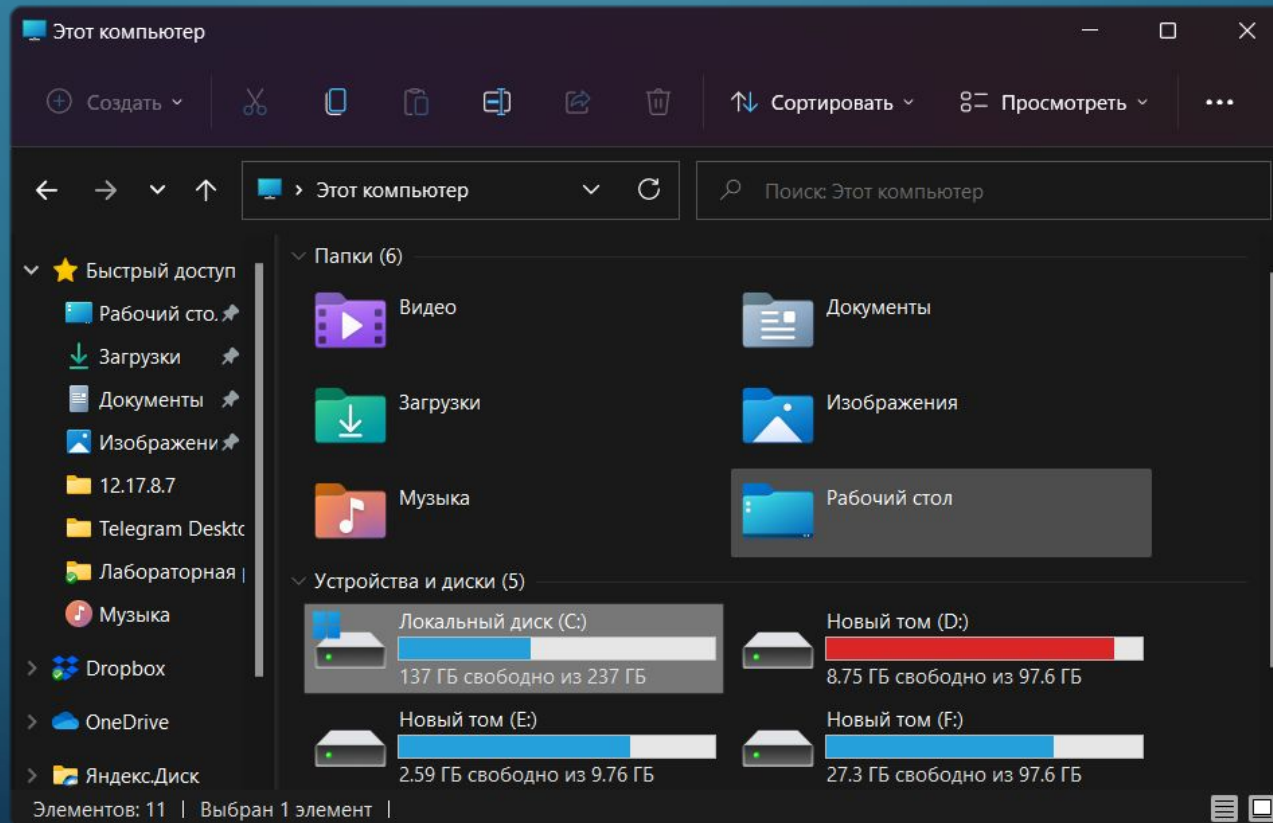 Этот компьютер
Создать
Сортировать
Просмотреть
Этот компьютер
Поиск: Этот компьютер
Быстрый доступ
Рабочий сто.
Загрузки
Документы
Изображени
12.17.8.7
Telegram Deskto
Лабораторная
Музыка
Dropbox
OneDrive
Яндекс.Диск
Папки (6)
Видео
Документы
Загрузки
Изображения
Музыка
Рабочий стол
Устройства и диски (5)
Локальный диск (C:)
137 ГБ свободно из 237 ГБ
Новый том (D:)
8.75 ГБ свободно из 97.6 ГБ
Новый том (E:)
2.59 ГБ свободно из 9.76 ГБ
Новый том (F:)
27.3 ГБ свободно из 97.6 ГБ
Элементов: 11 | Выбран 1 элемент |